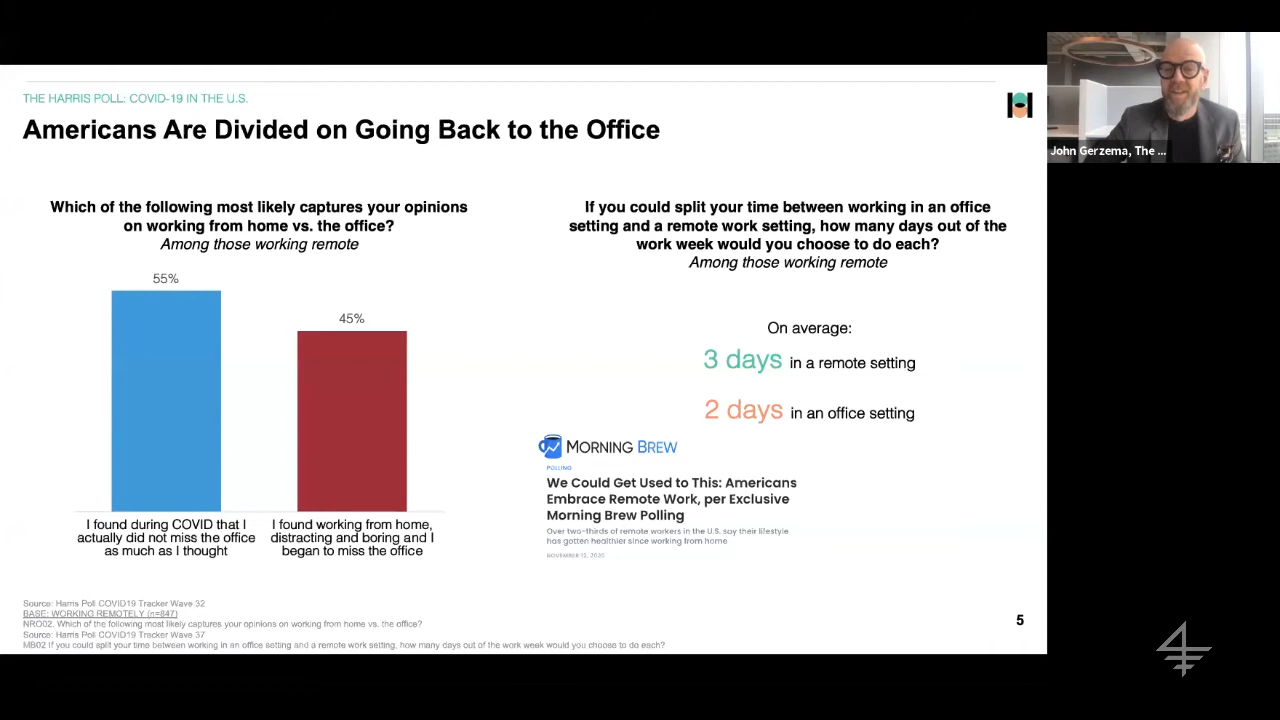 THE HARRIS POLL: COVID-19 IN THE U.S.
Americans Are Divided on Going Back to the Office
John Gerzema, The ...
Which of the following most likely captures your opinions
on working from home vs. the office?
Among those working remote
55%
45%
I found during COVID that I
actually did not miss the office
as much as I thought
I found working from home,
distracting and boring and I
began to miss the office
If you could split your time between working in an office
setting and a remote work setting, how many days out of the
work week would you choose to do each?
Among those working remote
On average:
3 days in a remote setting
2 days in an office setting
MORNING BREW
POLLING
We Could Get Used to This: Americans
Embrace Remote Work, per Exclusive
Morning Brew Polling
Over two-thirds of remote workers in the U.S. say their lifestyle
has gotten healthier since working from home
NOVEMBER 12, 2020
Source: Harris Poll COVID19 Tracker Wave 32
BASE: WORKING REMOTELY (n=847)
NRO02. Which of the following most likely captures your opinions on working from home vs. the office?
Source: Harris Poll COVID19 Tracker Wave 37
MB02 If you could split your time between working in an office setting and a remote work setting, how many days out of the work week would you choose to do each?
5